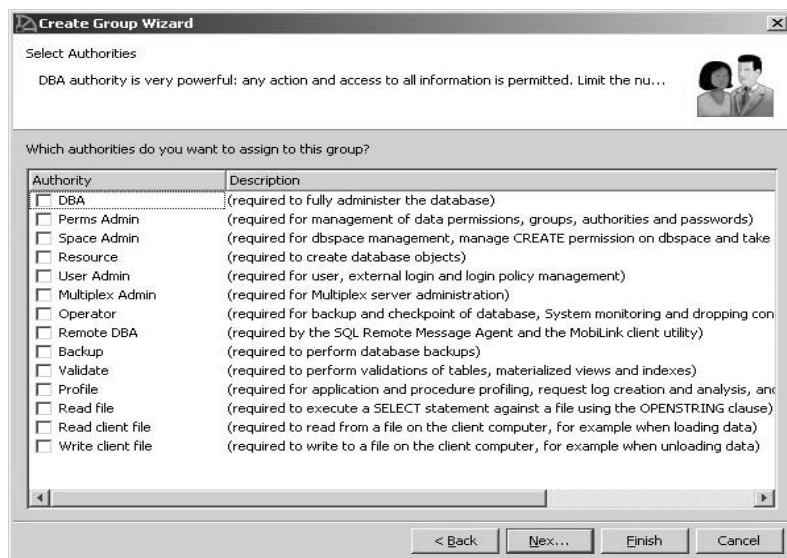 Create Group Wizard
Select Authorities
DBA authority is very powerful: any action and access to all information is permitted. Limit the nu...
Which authorities do you want to assign to this group?
Authority Description
DBA (required to fully administer the database)
Perms Admin (required for management of data permissions, groups, authorities and passwords)
Space Admin (required for dbspace management, manage CREATE permission on dbspace and take
Resource (required to create database objects)
User Admin (required for user, external login and login policy management)
Multiplex Admin (required for Multiplex server administration)
Operator (required for backup and checkpoint of database, System monitoring and dropping con
Remote DBA (required by the SQL Remote Message Agent and the MobiLink client utility)
Backup (required to perform database backups)
Validate (required to perform validations of tables, materialized views and indexes)
Profile (required for application and procedure profiling, request log creation and analysis, and
Read file (required to execute a SELECT statement against a file using the OPENSTRING clause)
Read client file (required to read from a file on the client computer, for example when loading data)
Write client file (required to write to a file on the client computer, for example when unloading data)
< Back Nex... Finish Cancel